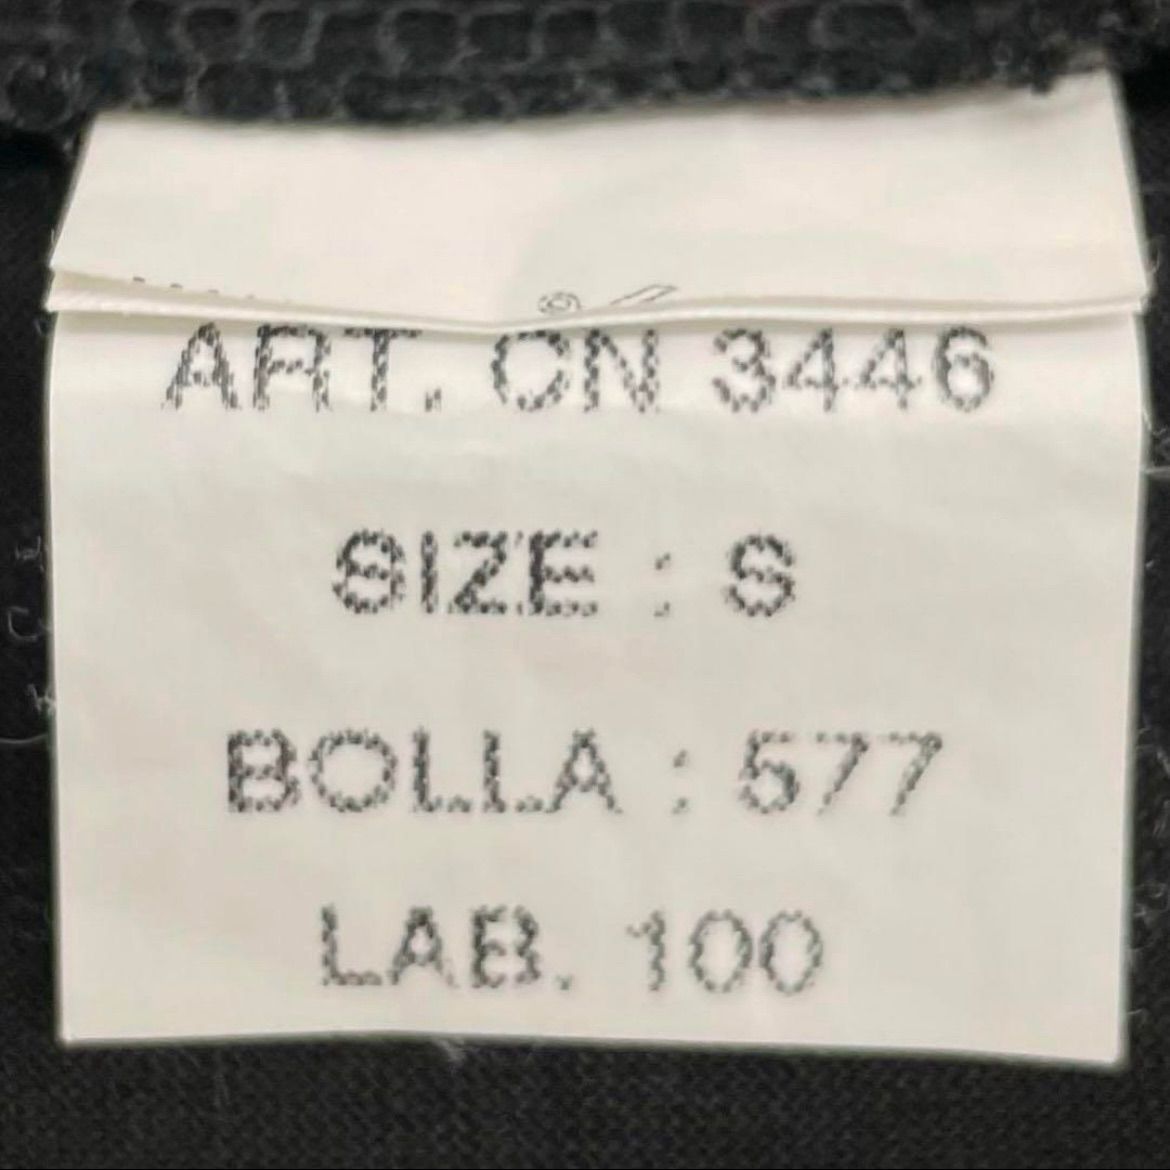 ART. CN 3446
SIZE : S
BOLLA : 577
LAB. 100